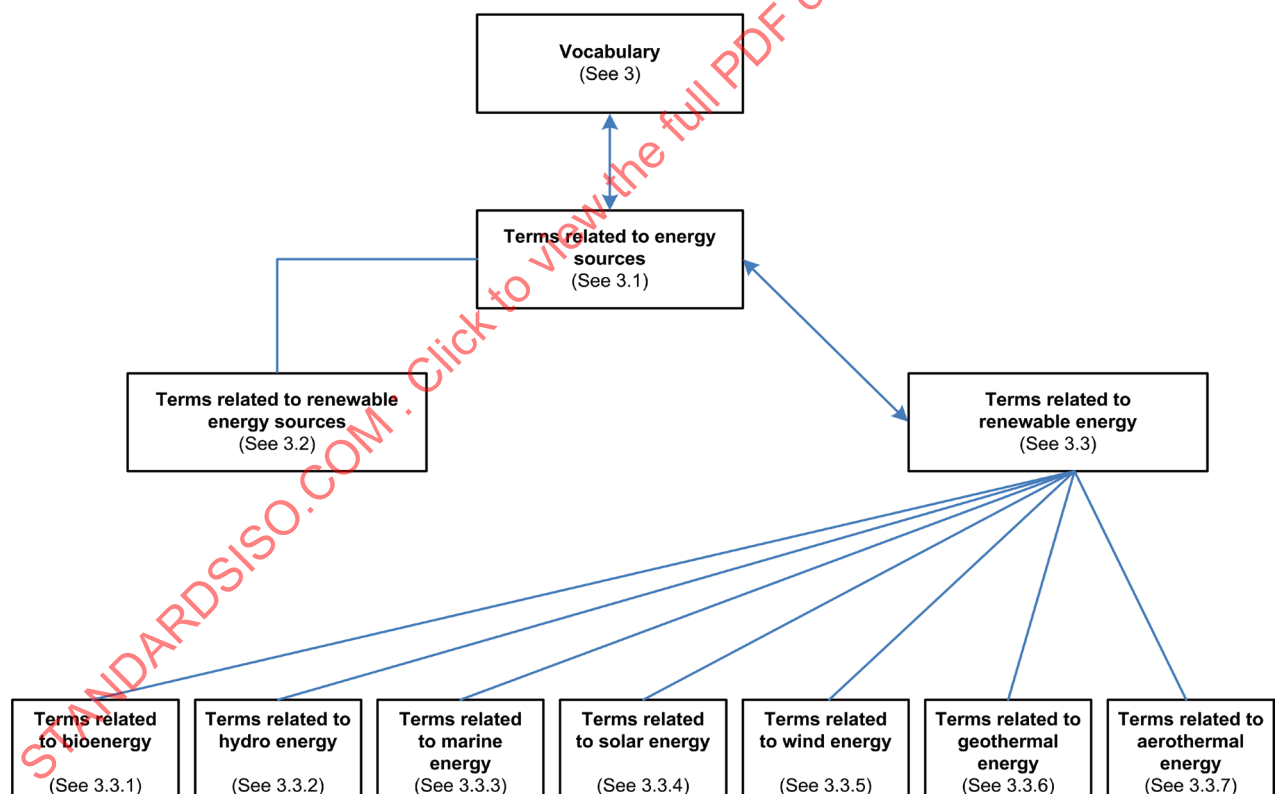 Vocabulary
(See 3)
Terms related to energy
sources
(See 3.1)
Terms related to renewable
energy sources
(See 3.2)
Terms related to
renewable energy
(See 3.3)
Terms related
to bioenergy
(See 3.3.1)
Terms related to
hydro energy
(See 3.3.2)
Terms related
to marine
energy
(See 3.3.3)
Terms related
to solar energy
(See 3.3.4)
Terms related
to wind energy
(See 3.3.5)
Terms related to
geothermal
energy
(See 3.3.6)
Terms related to
aerothermal
energy
(See 3.3.7)
STANDARDSISO.COM : Click to view the full PDF